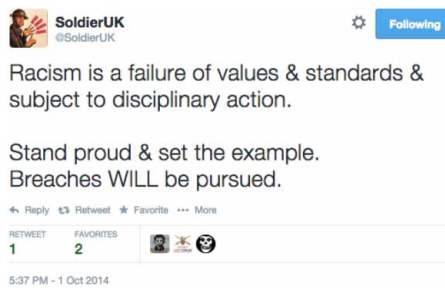 SoldierUK
@SoldierUK
Following
Racism is a failure of values & standards &
subject to disciplinary action.
Stand proud & set the example.
Breaches WILL be pursued.
Reply Retweet Favorite ••• More
RETWEET FAVORITES
1 2
5:37 PM - 1 Oct 2014